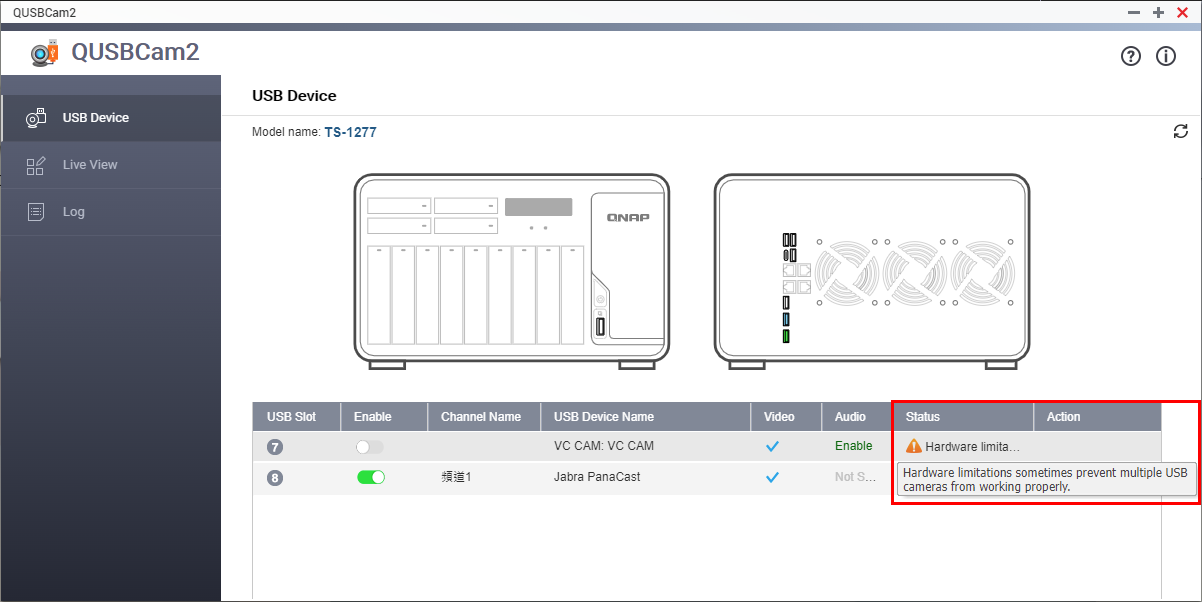 QUSBCam2
QUSBCam2
USB Device
Live View
Log
USB Device
Model name: TS-1277
QNAP
USB Slot Enable Channel Name USB Device Name Video Audio Status Action
7 VC CAM: VC CAM Enable Hardware limita...
8 頻道1 Jabra PanaCast Not S...
Hardware limitations sometimes prevent multiple USB
cameras from working properly.